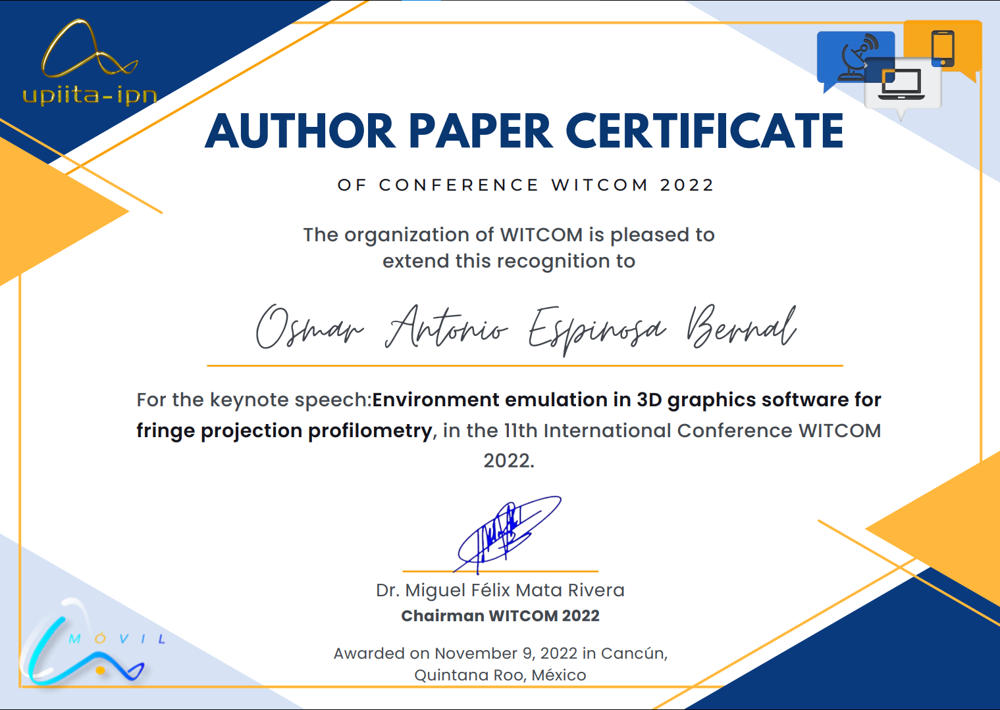 upiita-ipn
AUTHOR PAPER CERTIFICATE
OF CONFERENCE WITCOM 2022
The organization of WITCOM is pleased to
extend this recognition to
Osmar Antonio Espinosa Bernal
For the keynote speech:Environment emulation in 3D graphics software for
fringe projection profilometry, in the 11th International Conference WITCOM
2022.
Dr. Miguel Félix Mata Rivera
Chairman WITCOM 2022
MÓVIL
Awarded on November 9, 2022 in Cancún,
Quintana Roo, México